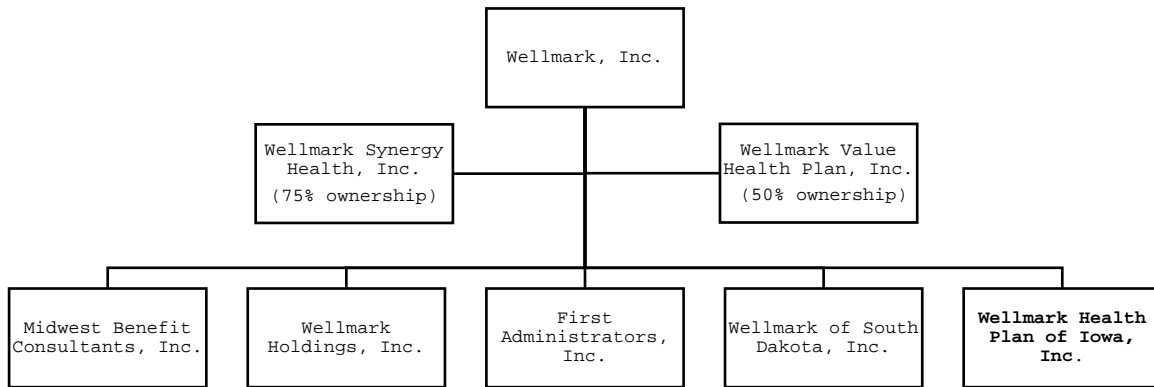 Wellmark, Inc.
Wellmark Synergy
Health, Inc.
(75% ownership)
Wellmark Value
Health Plan, Inc.
(50% ownership)
Midwest Benefit
Consultants, Inc.
Wellmark
Holdings, Inc.
First
Administrators,
Inc.
Wellmark of South
Dakota, Inc.
Wellmark Health
Plan of Iowa,
Inc.